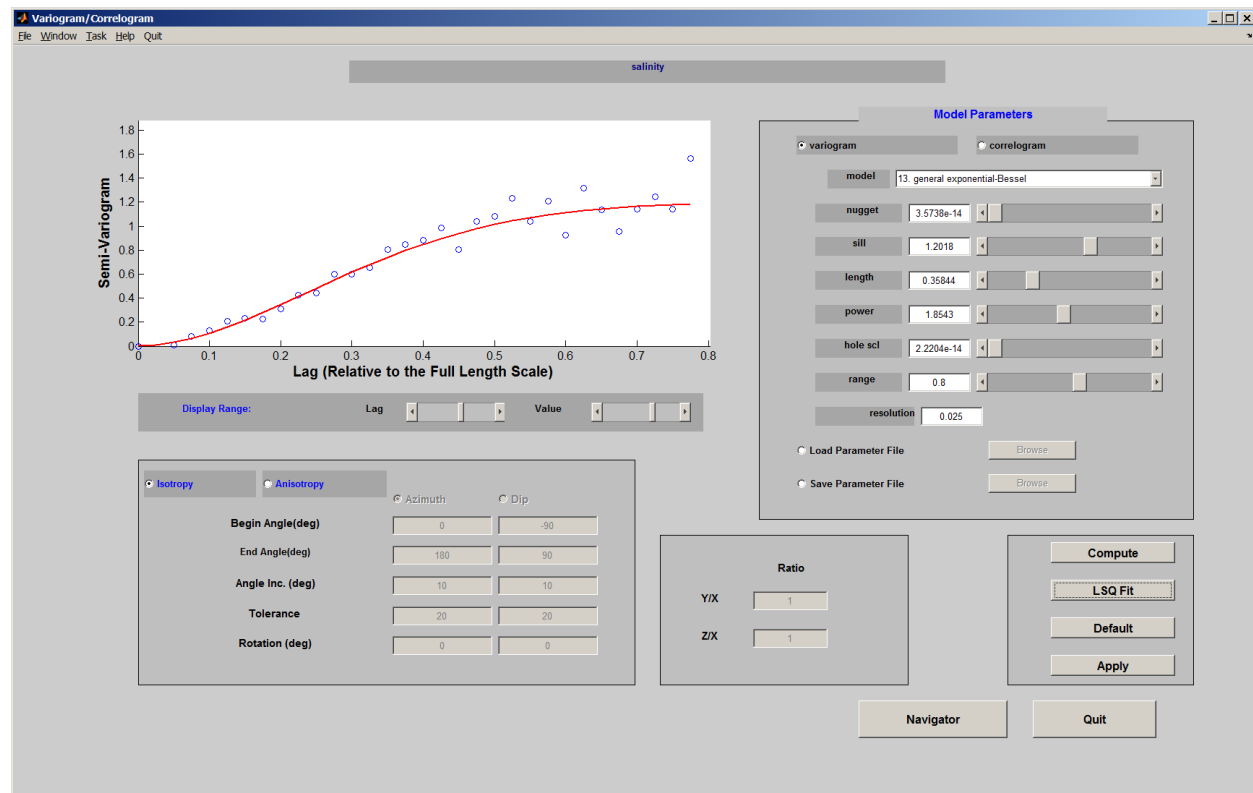 Variogram/Correlogram
File Window Task Help Quit
salinity
Semi-Variogram
1.8
1.6
1.4
1.2
1
0.8
0.6
0.4
0.2
0
0 0.1 0.2 0.3 0.4 0.5 0.6 0.7 0.8
Lag (Relative to the Full Length Scale)
Display Range: Lag Value
Model Parameters
variogram correlogram
model 13. general exponential-Bessel
nugget 3.5738e-14
sill 1.2018
length 0.35844
power 1.8543
hole scl 2.2204e-14
range 0.8
resolution 0.025
Load Parameter File Browse
Save Parameter File Browse
Isotropy Anisotropy
Azimuth Dip
Begin Angle(deg) 0 -90
End Angle(deg) 180 90
Angle Inc. (deg) 10 10
Tolerance 20 20
Rotation (deg) 0 0
Ratio
Y/X 1
Z/X 1
Compute
LSQ Fit
Default
Apply
Navigator Quit